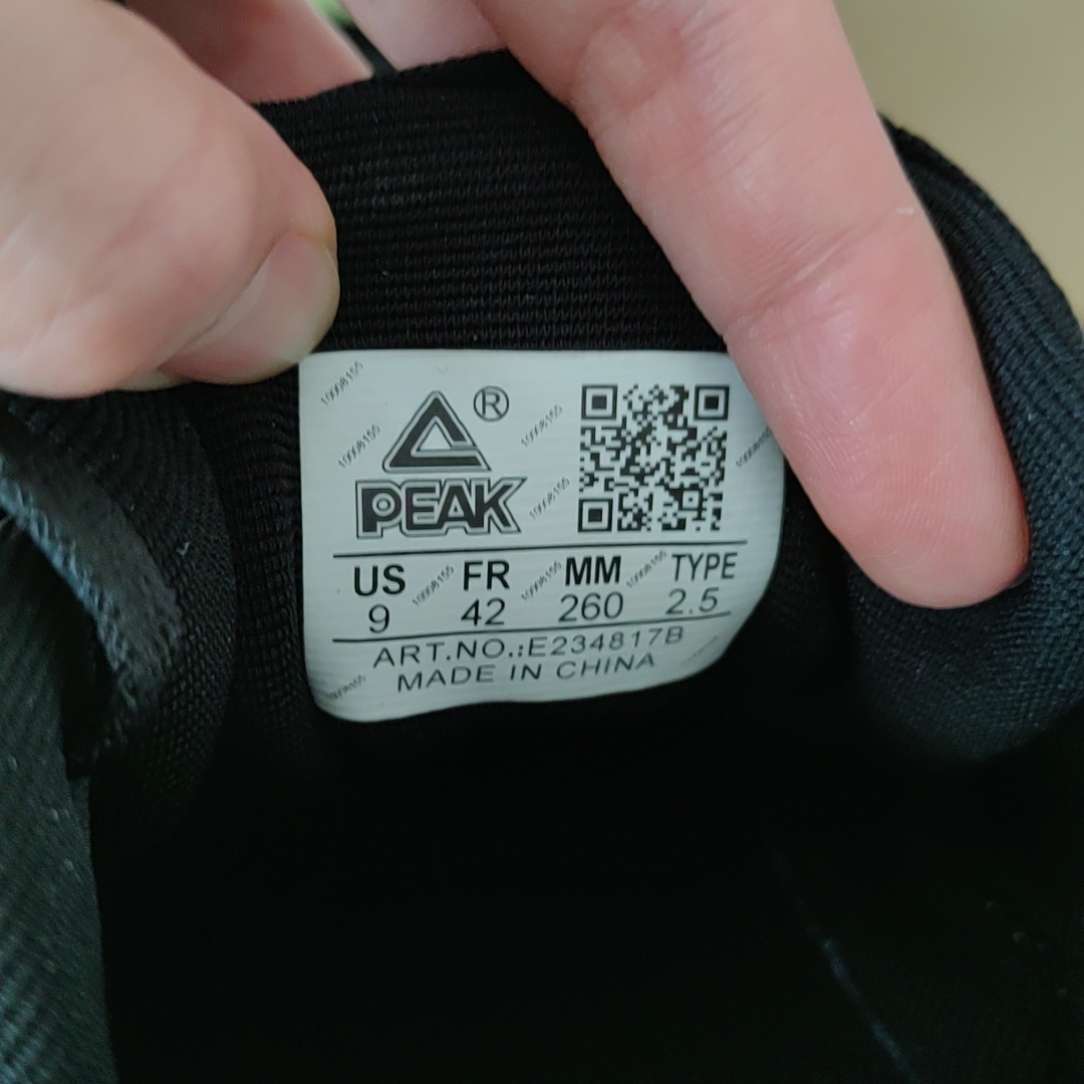 ®
PEAK
US FR MM TYPE
9 42 260 2.5
ART.NO.:E234817B
MADE IN CHINA